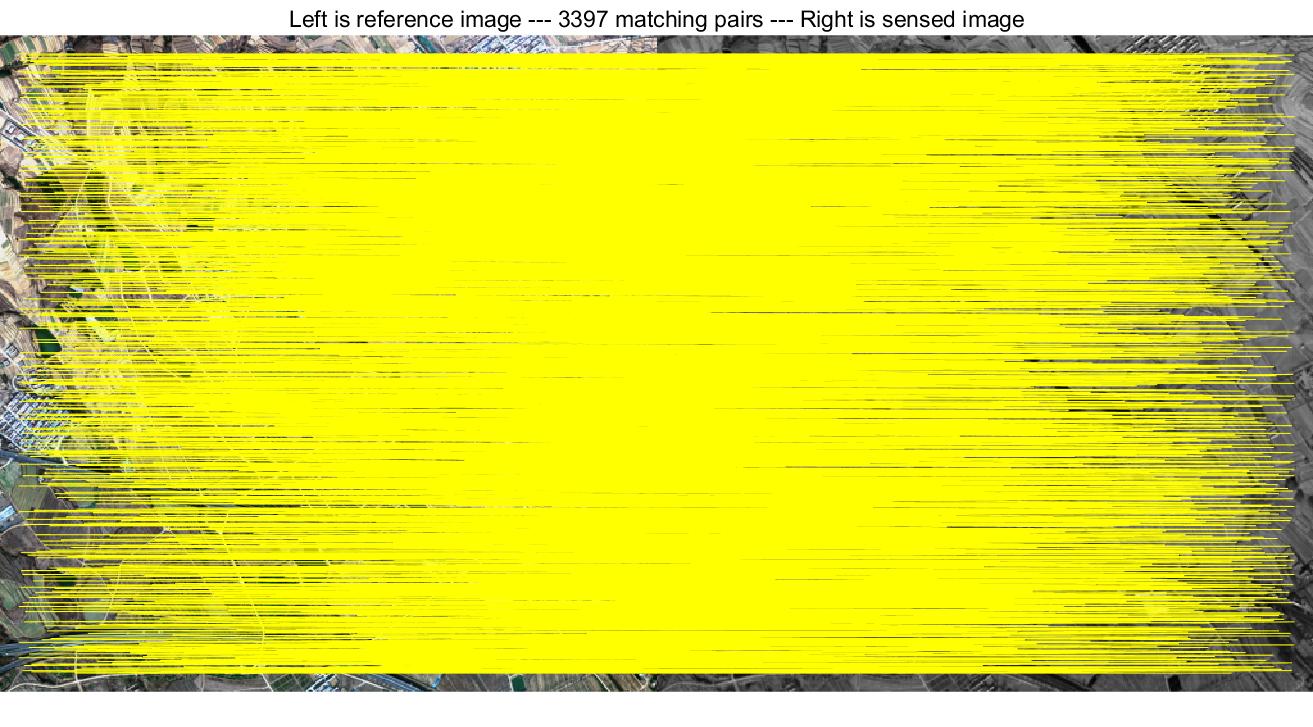 Left is reference image --- 3397 matching pairs --- Right is sensed image